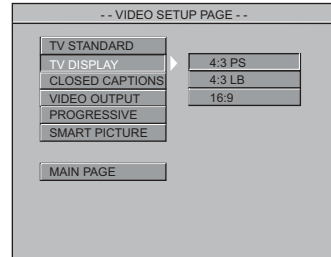 - - VIDEO SETUP PAGE - -
TV STANDARD
TV DISPLAY
CLOSED CAPTIONS
VIDEO OUTPUT
PROGRESSIVE
SMART PICTURE
MAIN PAGE
4:3 PS
4:3 LB
16:9